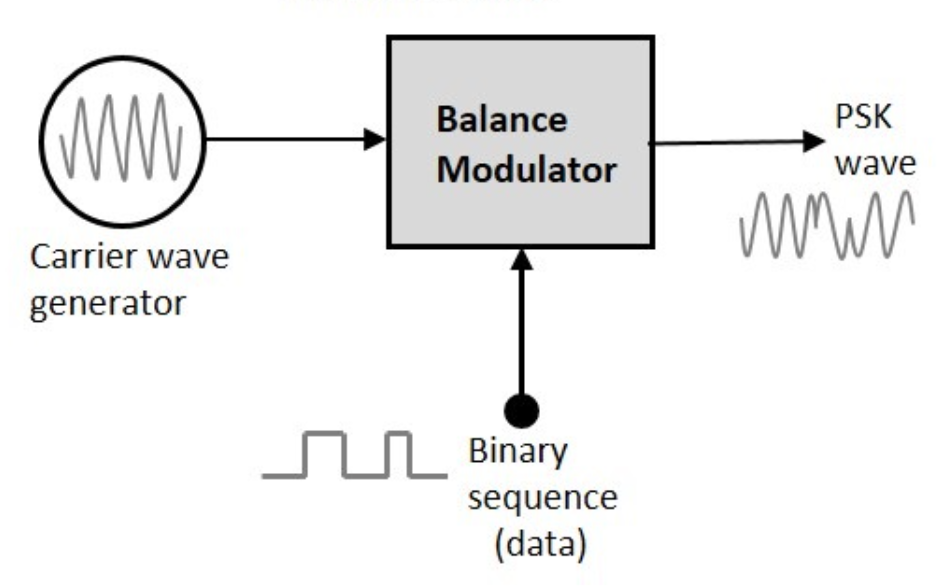 Balance
Modulator
PSK
wave
Carrier wave
generator
Binary
sequence
(data)